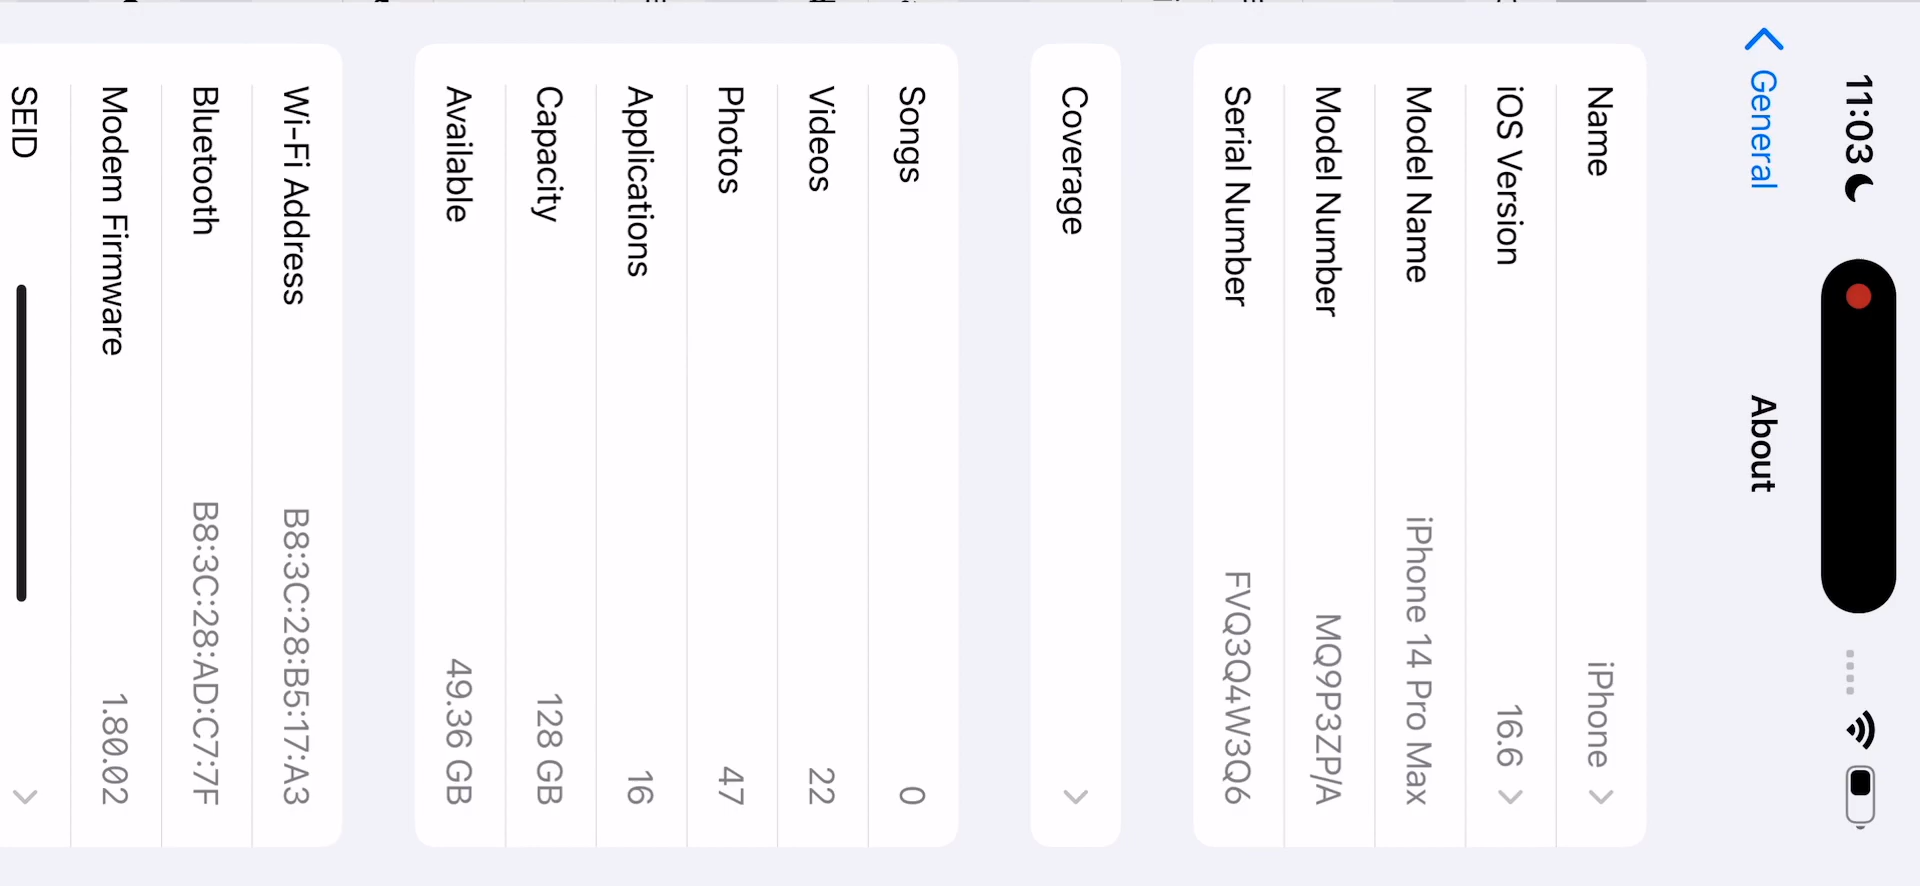 11:03
General
About
Name iPhone
iOS Version 16.6
Model Name iPhone 14 Pro Max
Model Number MQ9P3ZP/A
Serial Number FVQ3Q4W3Q6
Coverage
Songs 0
Videos 22
Photos 47
Applications 16
Capacity 128 GB
Available 49.36 GB
Wi-Fi Address B8:3C:28:B5:17:A3
Bluetooth B8:3C:28:AD:C7:7F
Modem Firmware 1.80.02
SEID